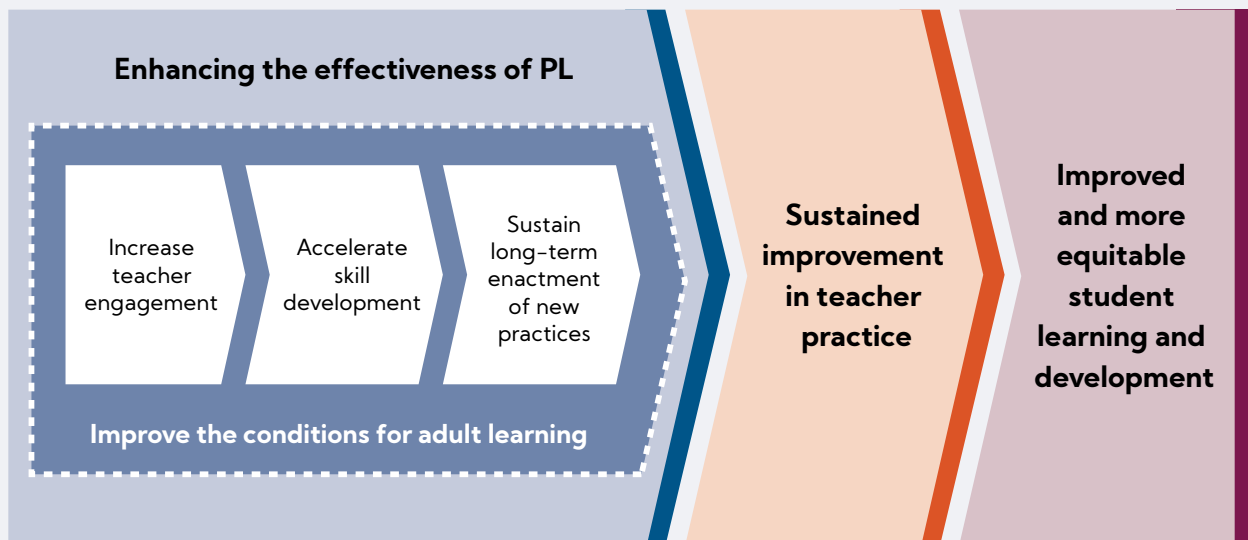 Enhancing the effectiveness of PL
Increase
teacher
engagement
Accelerate
skill
development
Sustain
long-term
enactment
of new
practices
Improve the conditions for adult learning
Sustained
improvement
in teacher
practice
Improved
and more
equitable
student
learning and
development